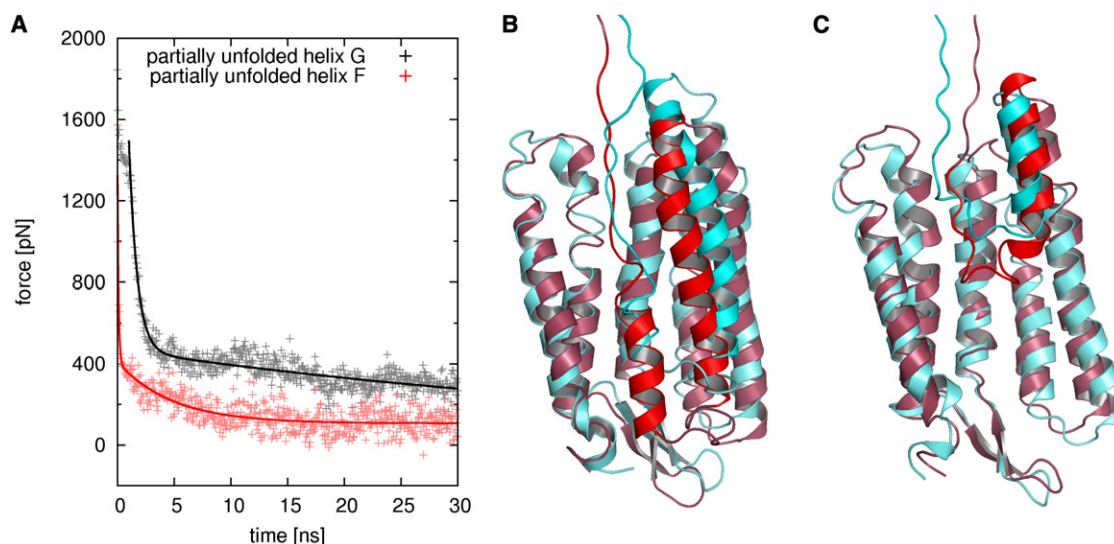 A
B
C
partially unfolded helix G
partially unfolded helix F
2000
1600
1200
800
400
0
force [pN]
0 5 10 15 20 25 30
time [ns]